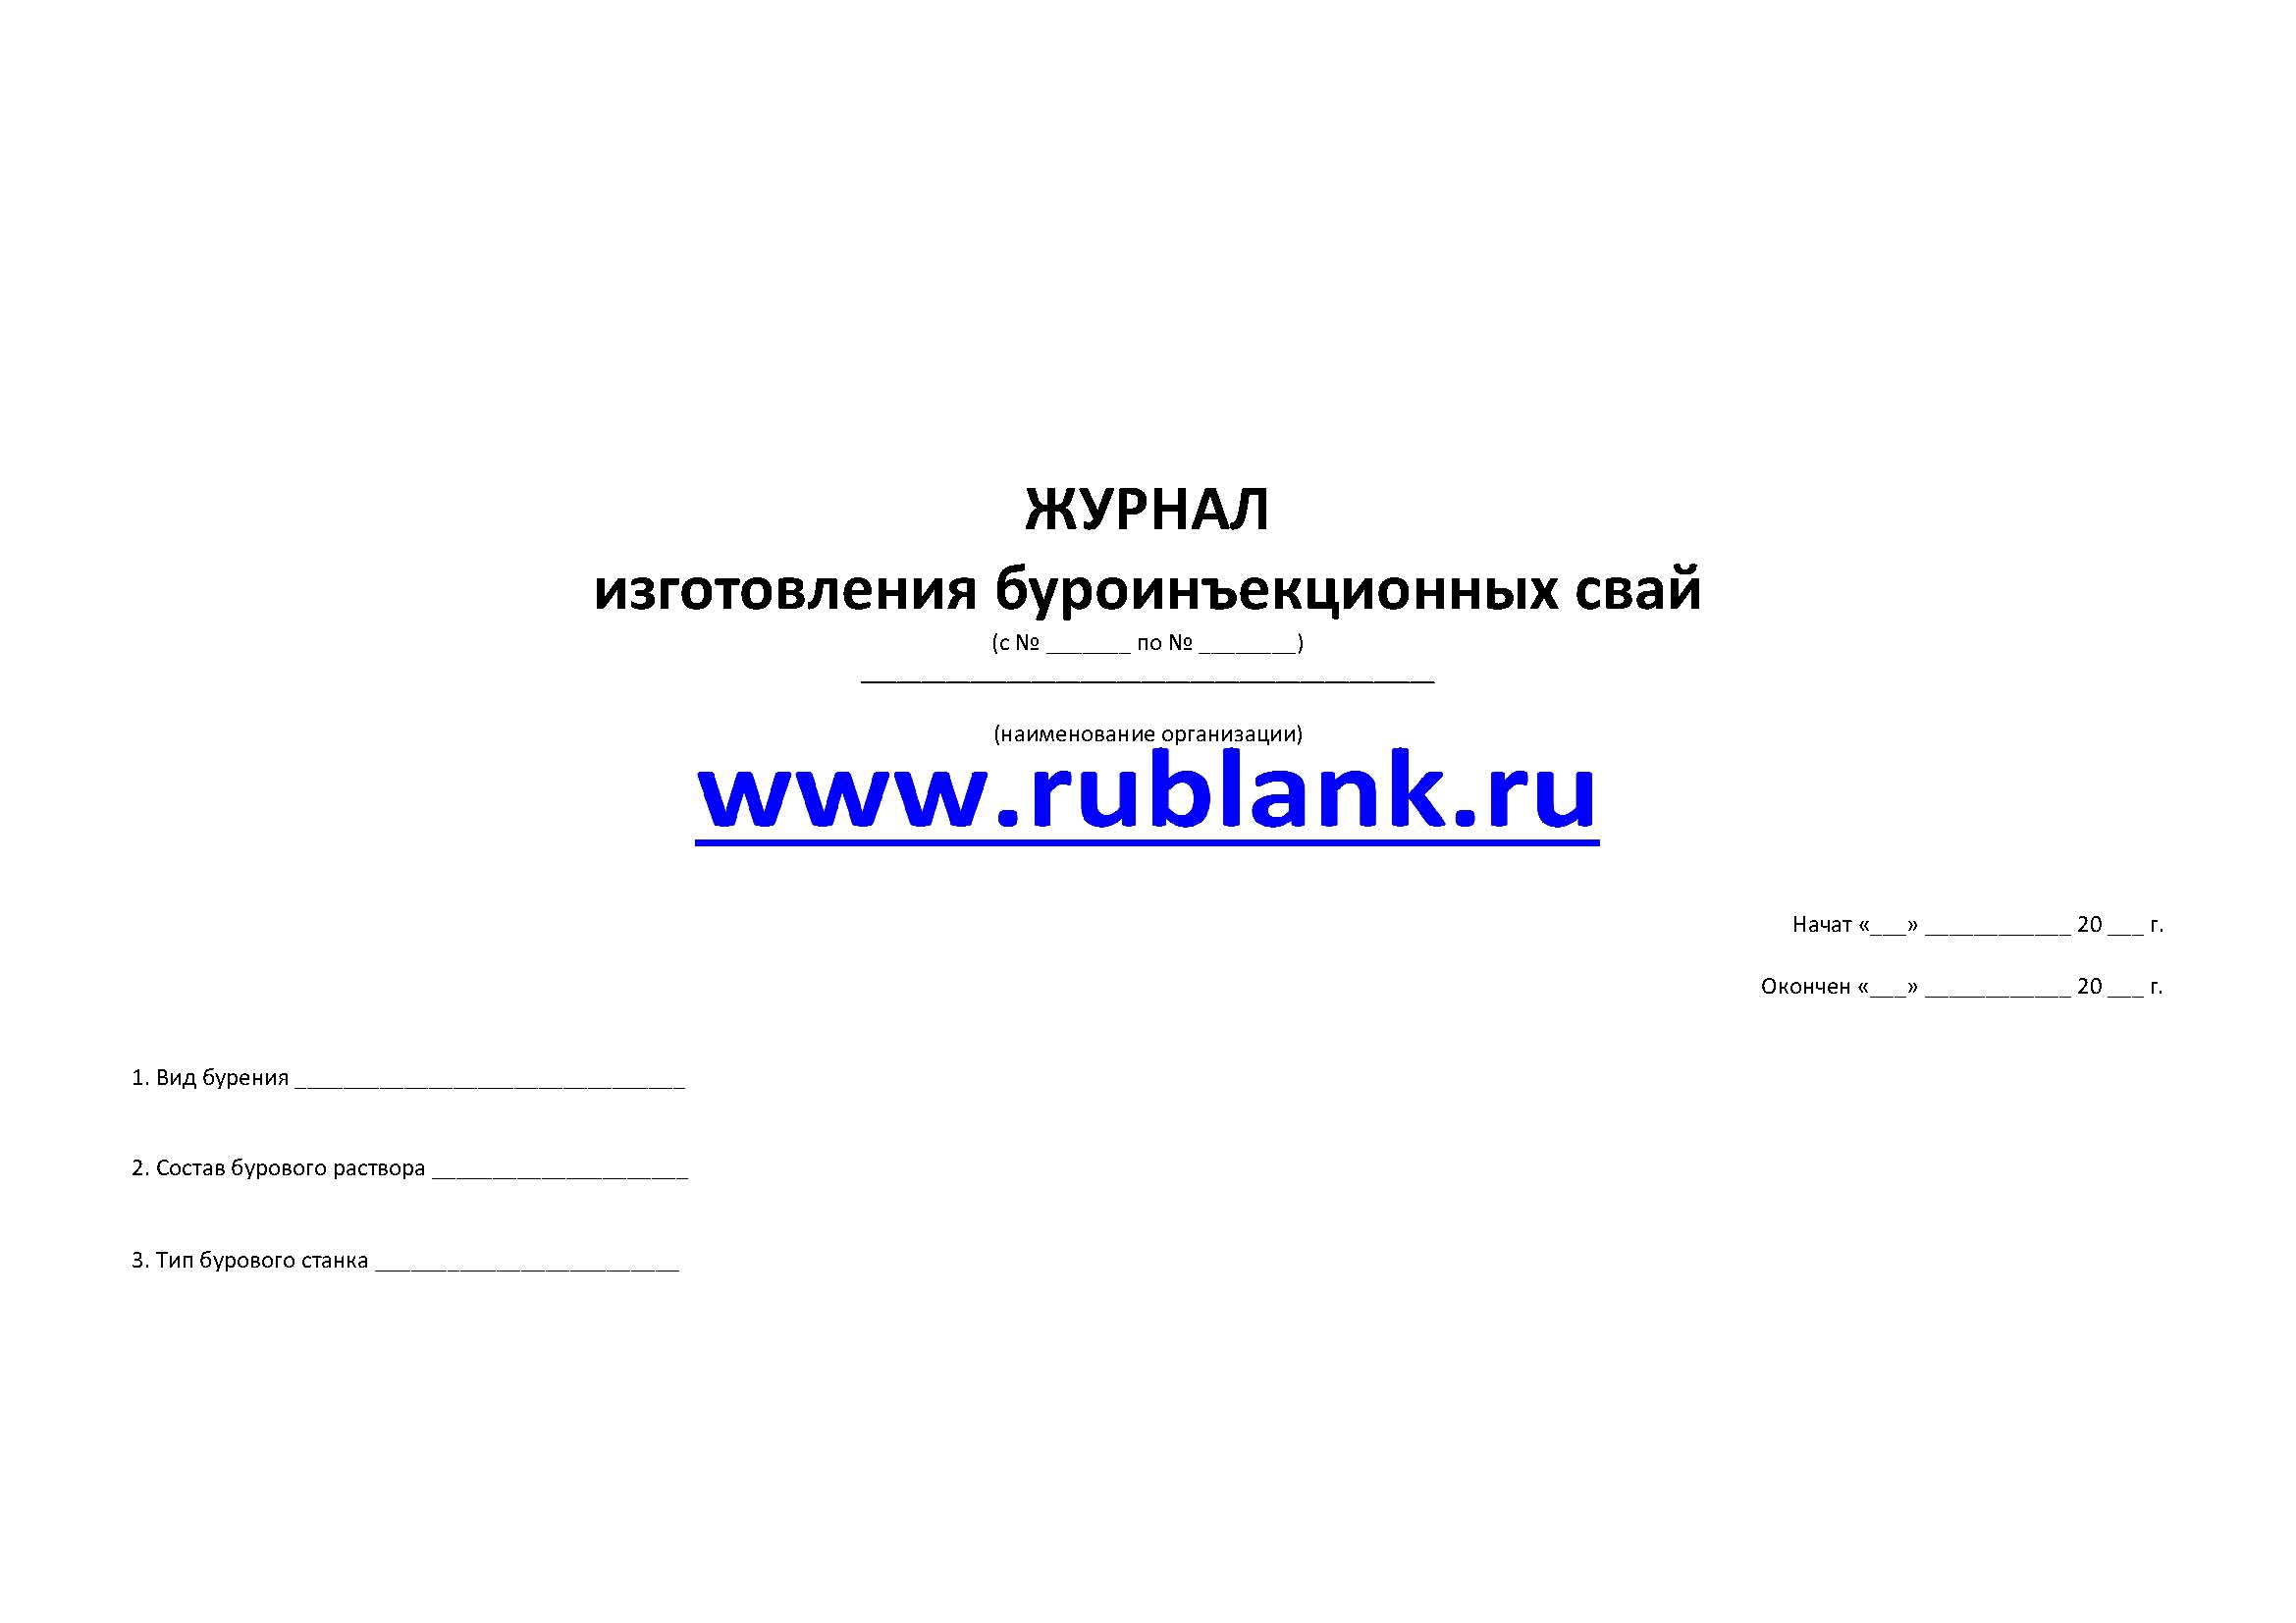 ЖУРНАЛ
изготовления буроинъекционных свай
(с № _______ по № ________)
_______________________________________________
(наименование организации)
www.rublank.ru
Начат «___» ____________ 20 ___ г.
Окончен «___» ____________ 20 ___ г.
1. Вид бурения ________________________________
2. Состав бурового раствора _____________________
3. Тип бурового станка _________________________